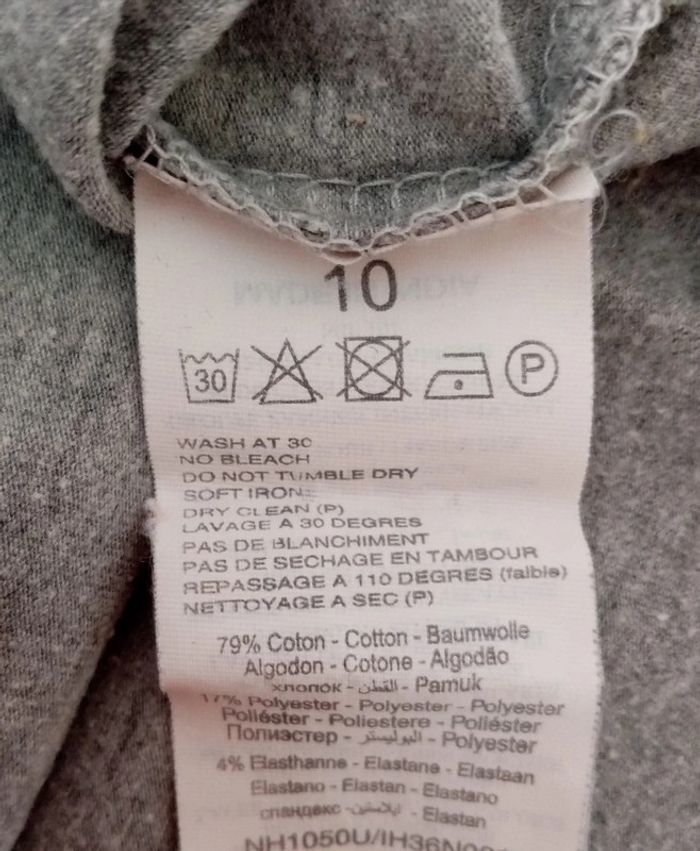 10
30 P
WASH AT 30
NO BLEACH
DO NOT TUMBLE DRY
SOFT IRON
DRY CLEAN (P)
LAVAGE A 30 DEGRES
PAS DE BLANCHIMENT
PAS DE SECHAGE EN TAMBOUR
REPASSAGE A 110 DEGRES (faible)
NETTOYAGE A SEC (P)
79% Coton - Cotton - Baumwolle
Algodon - Cotone - Algodão
хлопок - القطن - Pamuk
17% Polyester - Polyester - Polyester
Poliéster - Poliestere - Poliéster
Полиэстер - البوليستر - Polyester
4% Elasthanne - Elastane - Elastaan
Elastano - Elastan - Elastano
спандекс - ايلاستين - Elastan